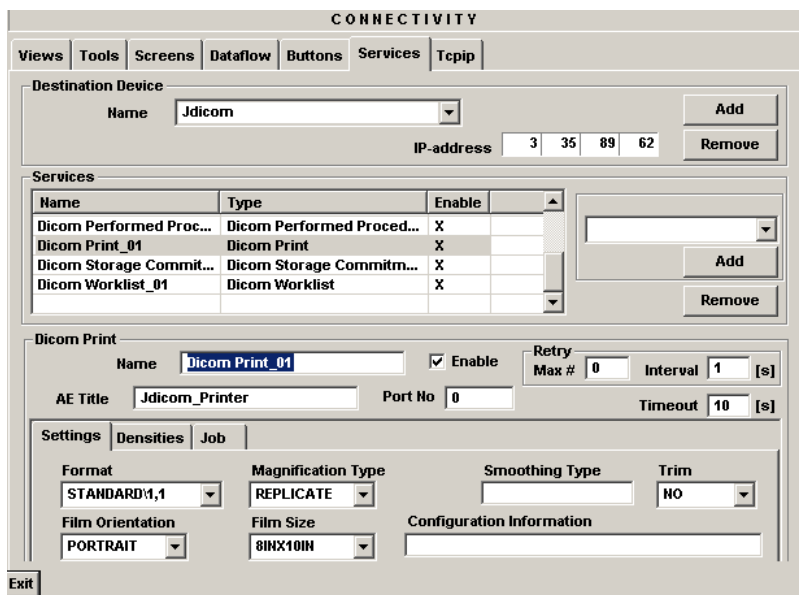 CONNECTIVITY
Views Tools Screens Dataflow Buttons Services Tcpip
Destination Device
Name Jdicom Add
IP-address 3 35 89 62 Remove
Services
Name Type Enable
Dicom Performed Proc... Dicom Performed Proced... X
Dicom Print_01 Dicom Print X
Dicom Storage Commit... Dicom Storage Commitm... X Add
Dicom Worklist_01 Dicom Worklist X
Remove
Dicom Print
Name Dicom Print_01 Enable
Retry
Max # 0 Interval 1 [s]
AE Title Jdicom_Printer Port No 0
Timeout 10 [s]
Settings Densities Job
Format Magnification Type Smoothing Type Trim
STANDARD\1,1 REPLICATE NO
Film Orientation Film Size Configuration Information
PORTRAIT 8INX10IN
Exit